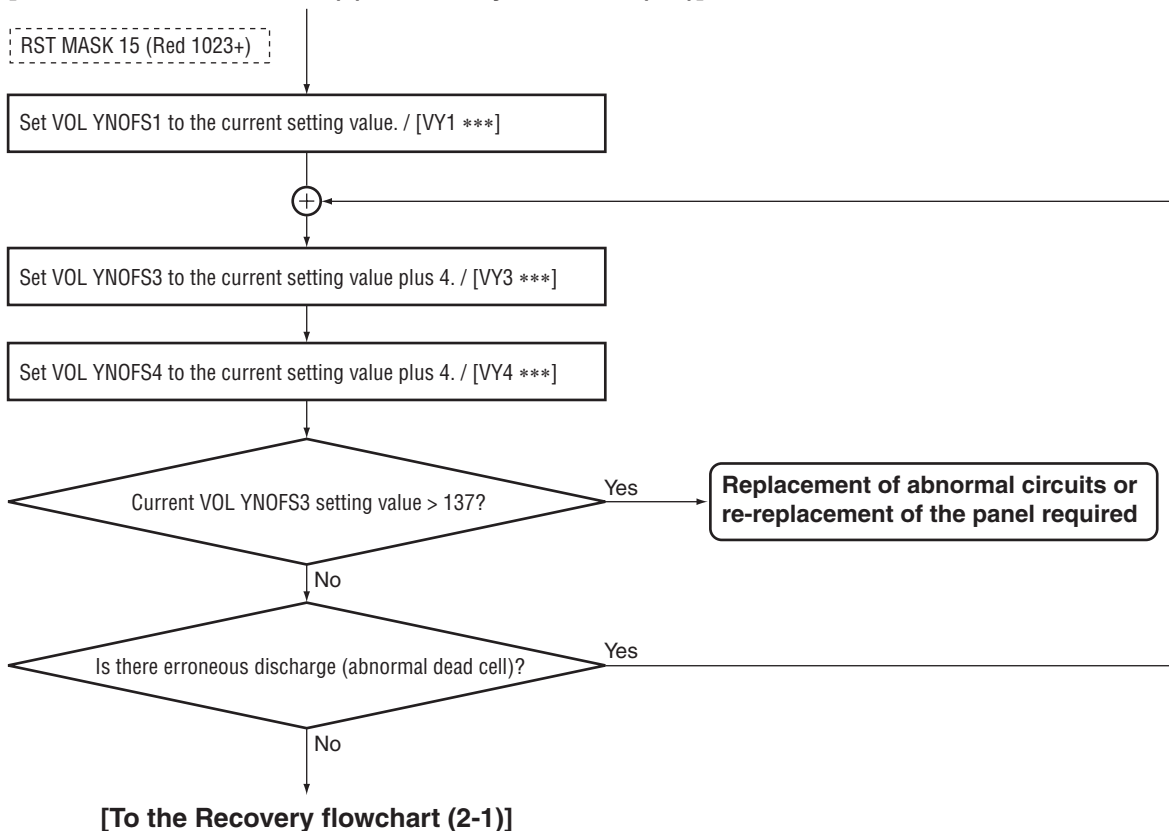 RST MASK 15 (Red 1023+)
Set VOL YNOFS1 to the current setting value. / [VY1 ***]
+
Set VOL YNOFS3 to the current setting value plus 4. / [VY3 ***]
Set VOL YNOFS4 to the current setting value plus 4. / [VY4 ***]
Current VOL YNOFS3 setting value > 137?
Yes
Replacement of abnormal circuits or
re-replacement of the panel required
No
Is there erroneous discharge (abnormal dead cell)?
Yes
No
[To the Recovery flowchart (2-1)]